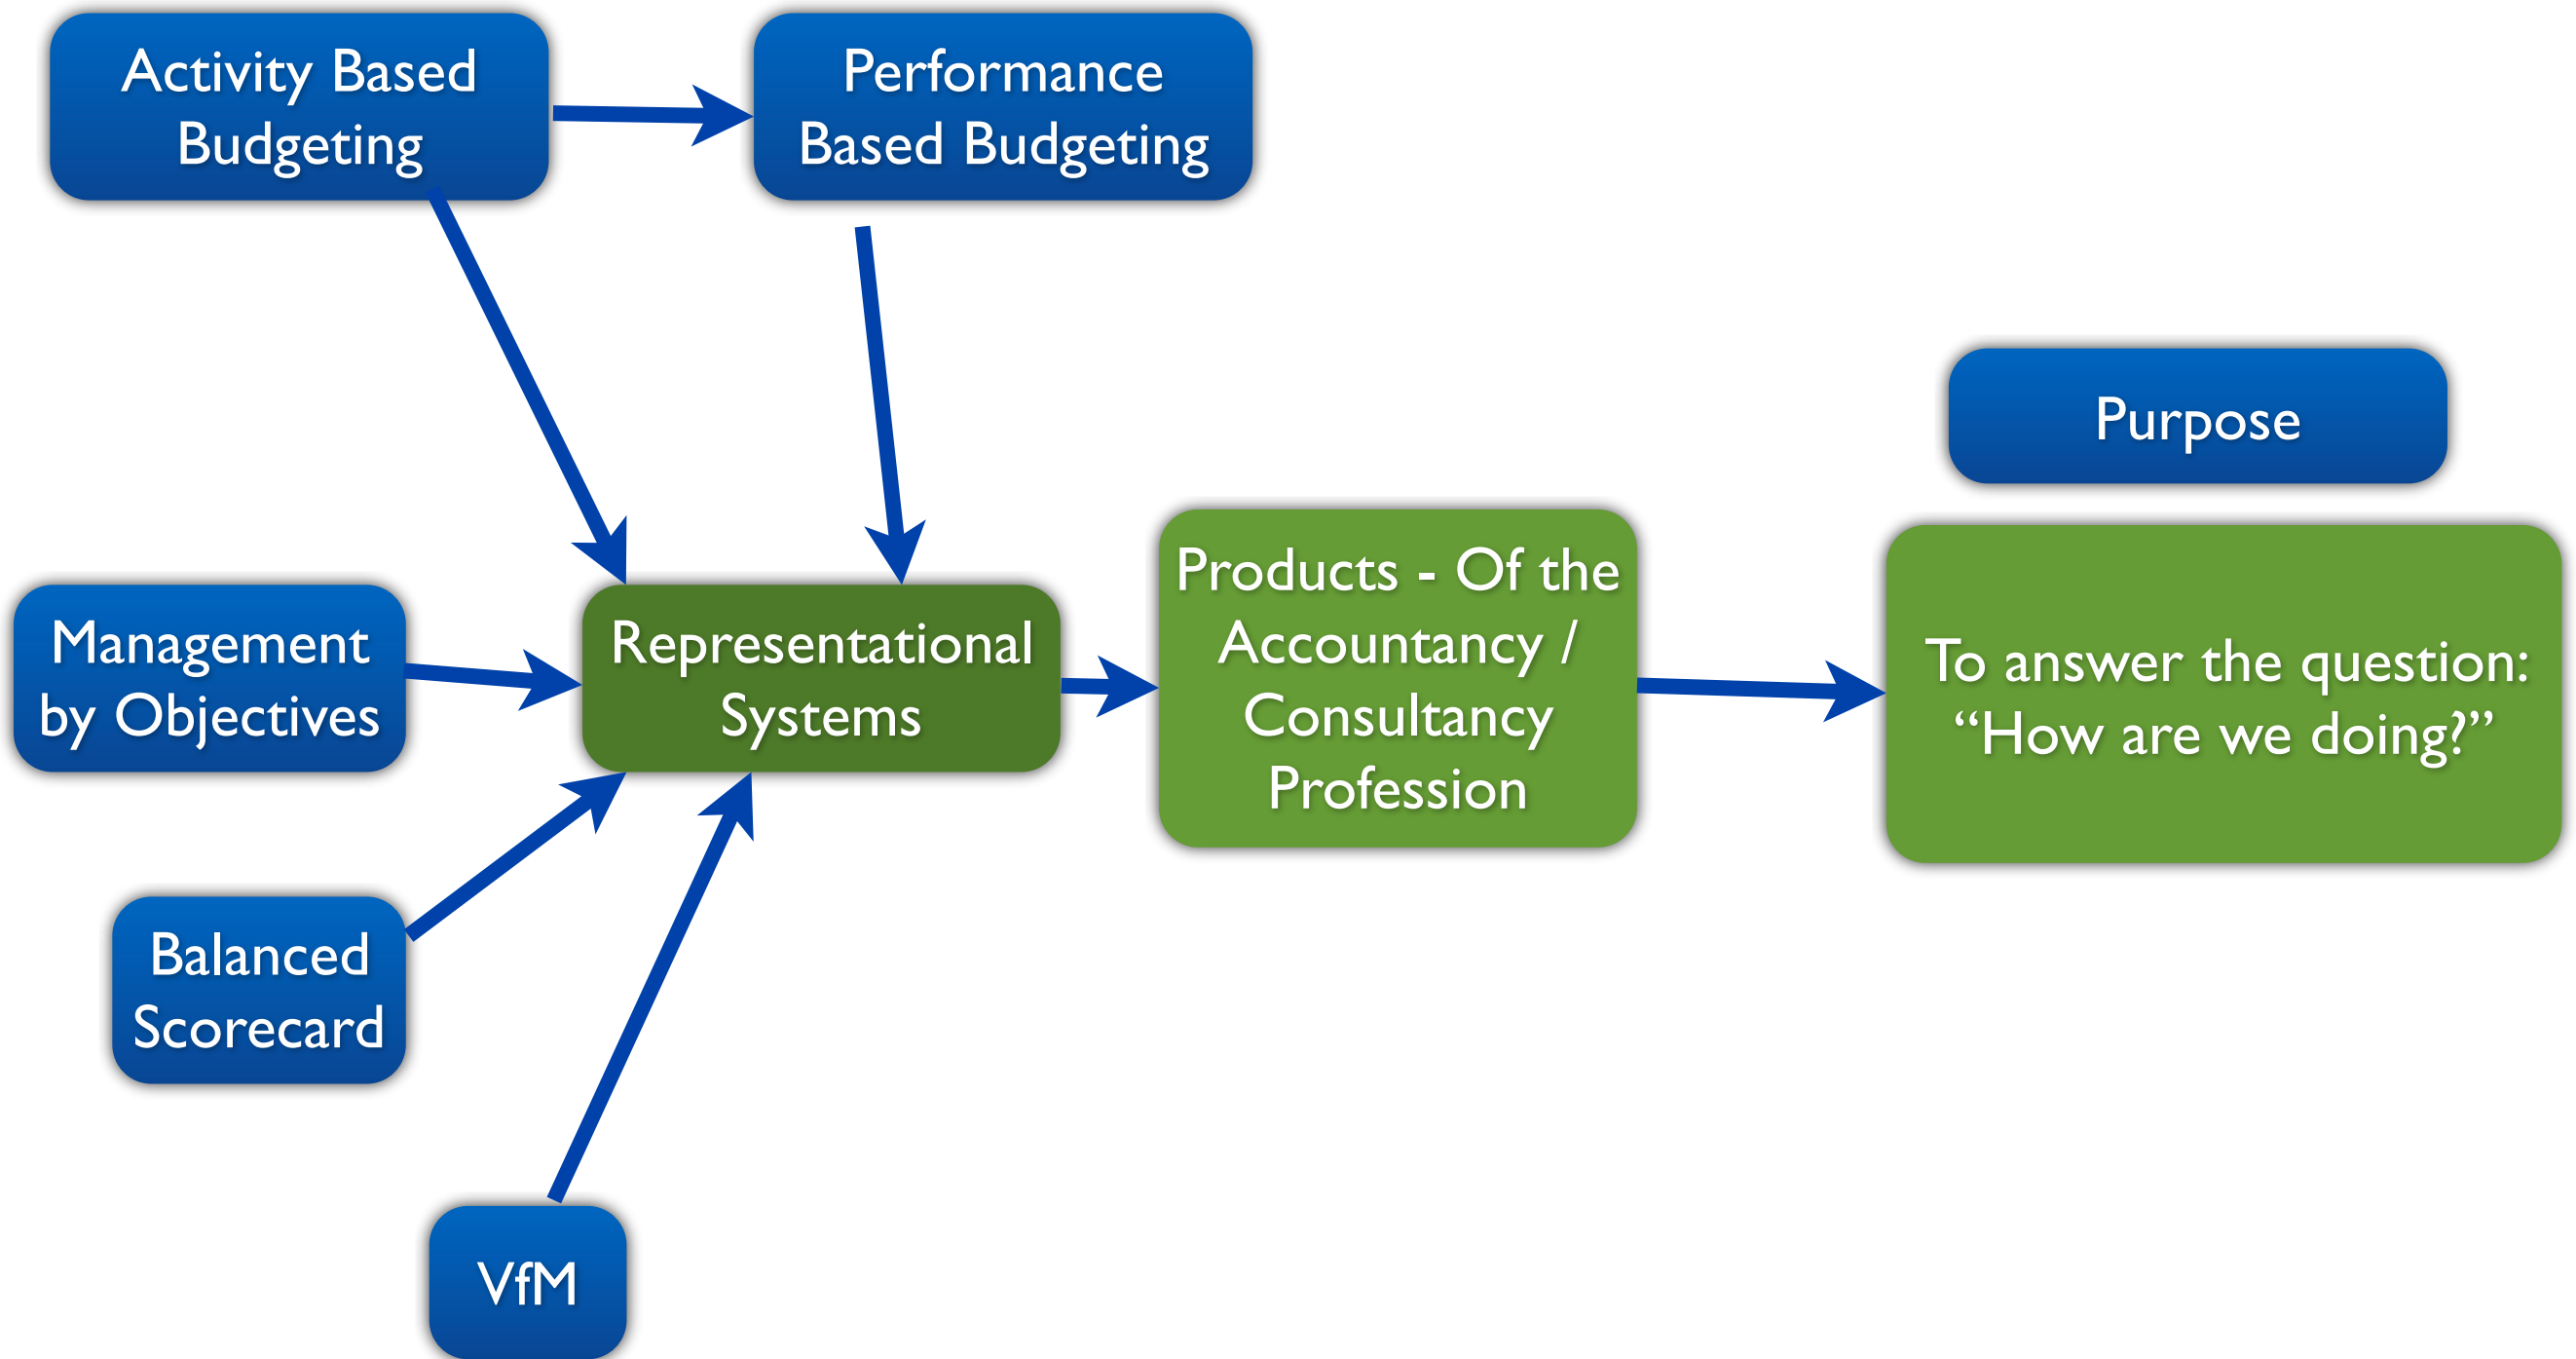 Activity Based
Budgeting
Performance
Based Budgeting
Purpose
Management
by Objectives
Representational
Systems
Products - Of the
Accountancy /
Consultancy
Profession
To answer the question:
“How are we doing?”
Balanced
Scorecard
VfM